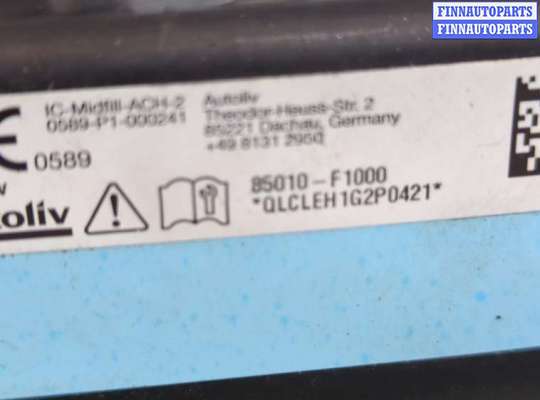 FINNAUTOPARTS
FINNAUTOPARTS
IC-Midfill-ACH-2
0589-P1-000241
Autoliv
Theodor-Heuss-Str. 2
85221 Dachau, Germany
+49 8131 2950
CE
0589
85010-F1000
*QLCLEH1G2P0421*